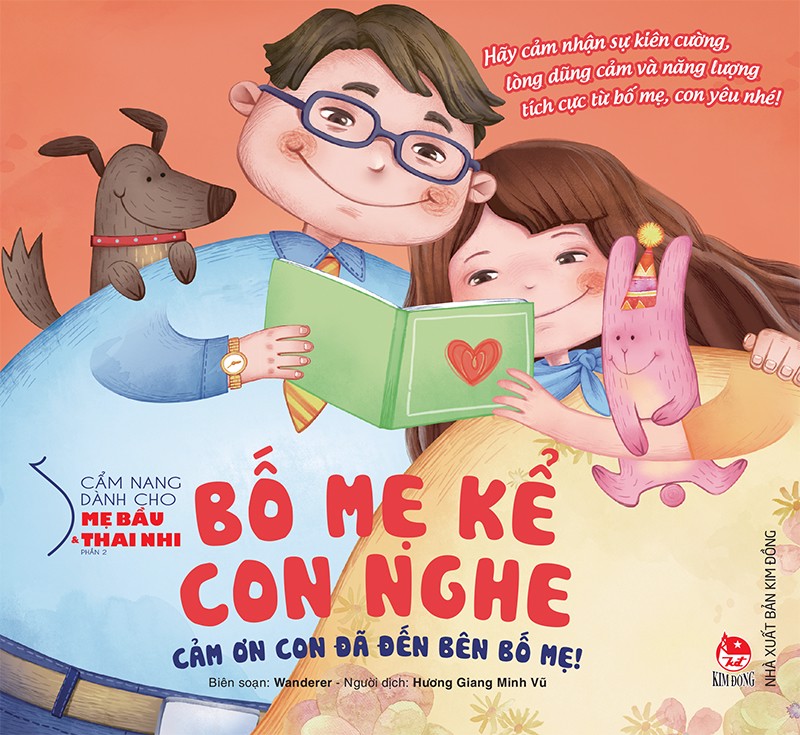 Hãy cảm nhận sự kiên cường,
lòng dũng cảm và năng lượng
tích cực từ bố mẹ, con yêu nhé!
CẨM NANG
DÀNH CHO
MẸ BẦU
& THAI NHI
PHẦN 2
BỐ MẸ KỂ
CON NGHE
CẢM ƠN CON ĐÃ ĐẾN BÊN BỐ MẸ!
Biên soạn: Wanderer - Người dịch: Hương Giang Minh Vũ
KIM ĐỒNG
NHÀ XUẤT BẢN KIM ĐỒNG